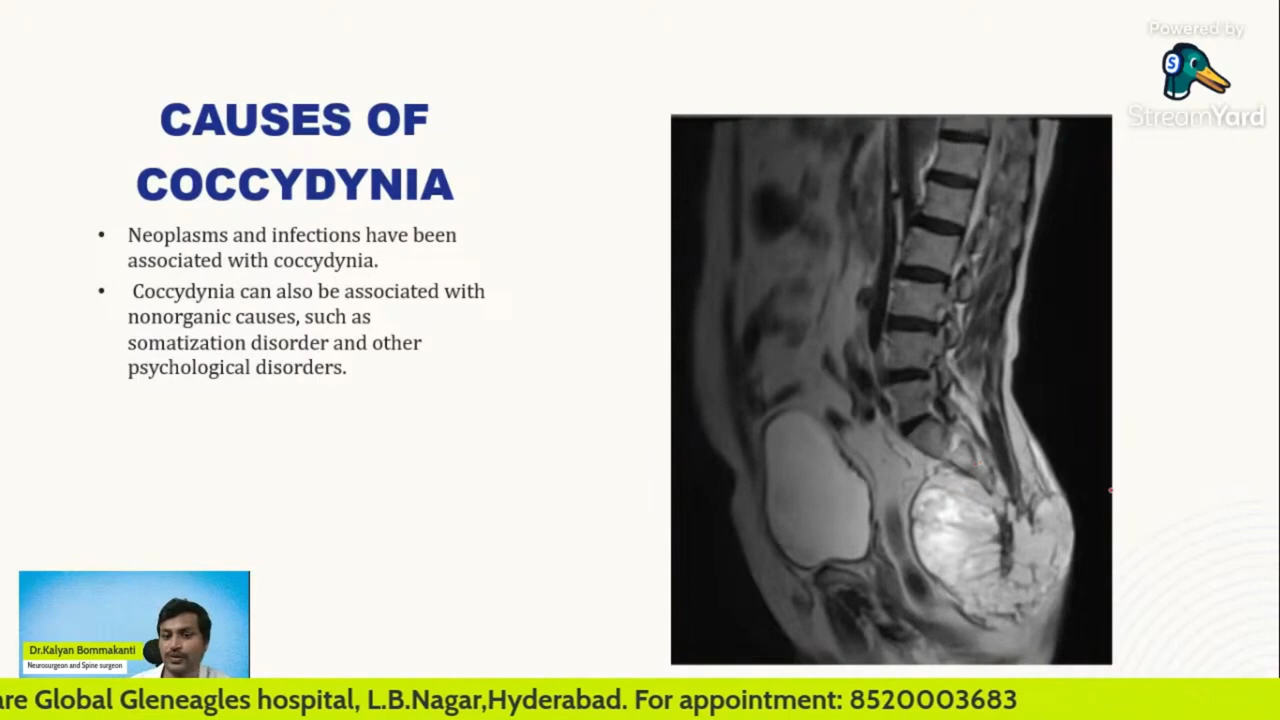 Powered by
StreamYard
CAUSES OF
COCCYDYNIA
• Neoplasms and infections have been
associated with coccydynia.
• Coccydynia can also be associated with
nonorganic causes, such as
somatization disorder and other
psychological disorders.
Dr.Kalyan Bommakanti
Neurosurgeon and Spine surgeon
are Global Gleneagles hospital, L.B.Nagar,Hyderabad. For appointment: 8520003683